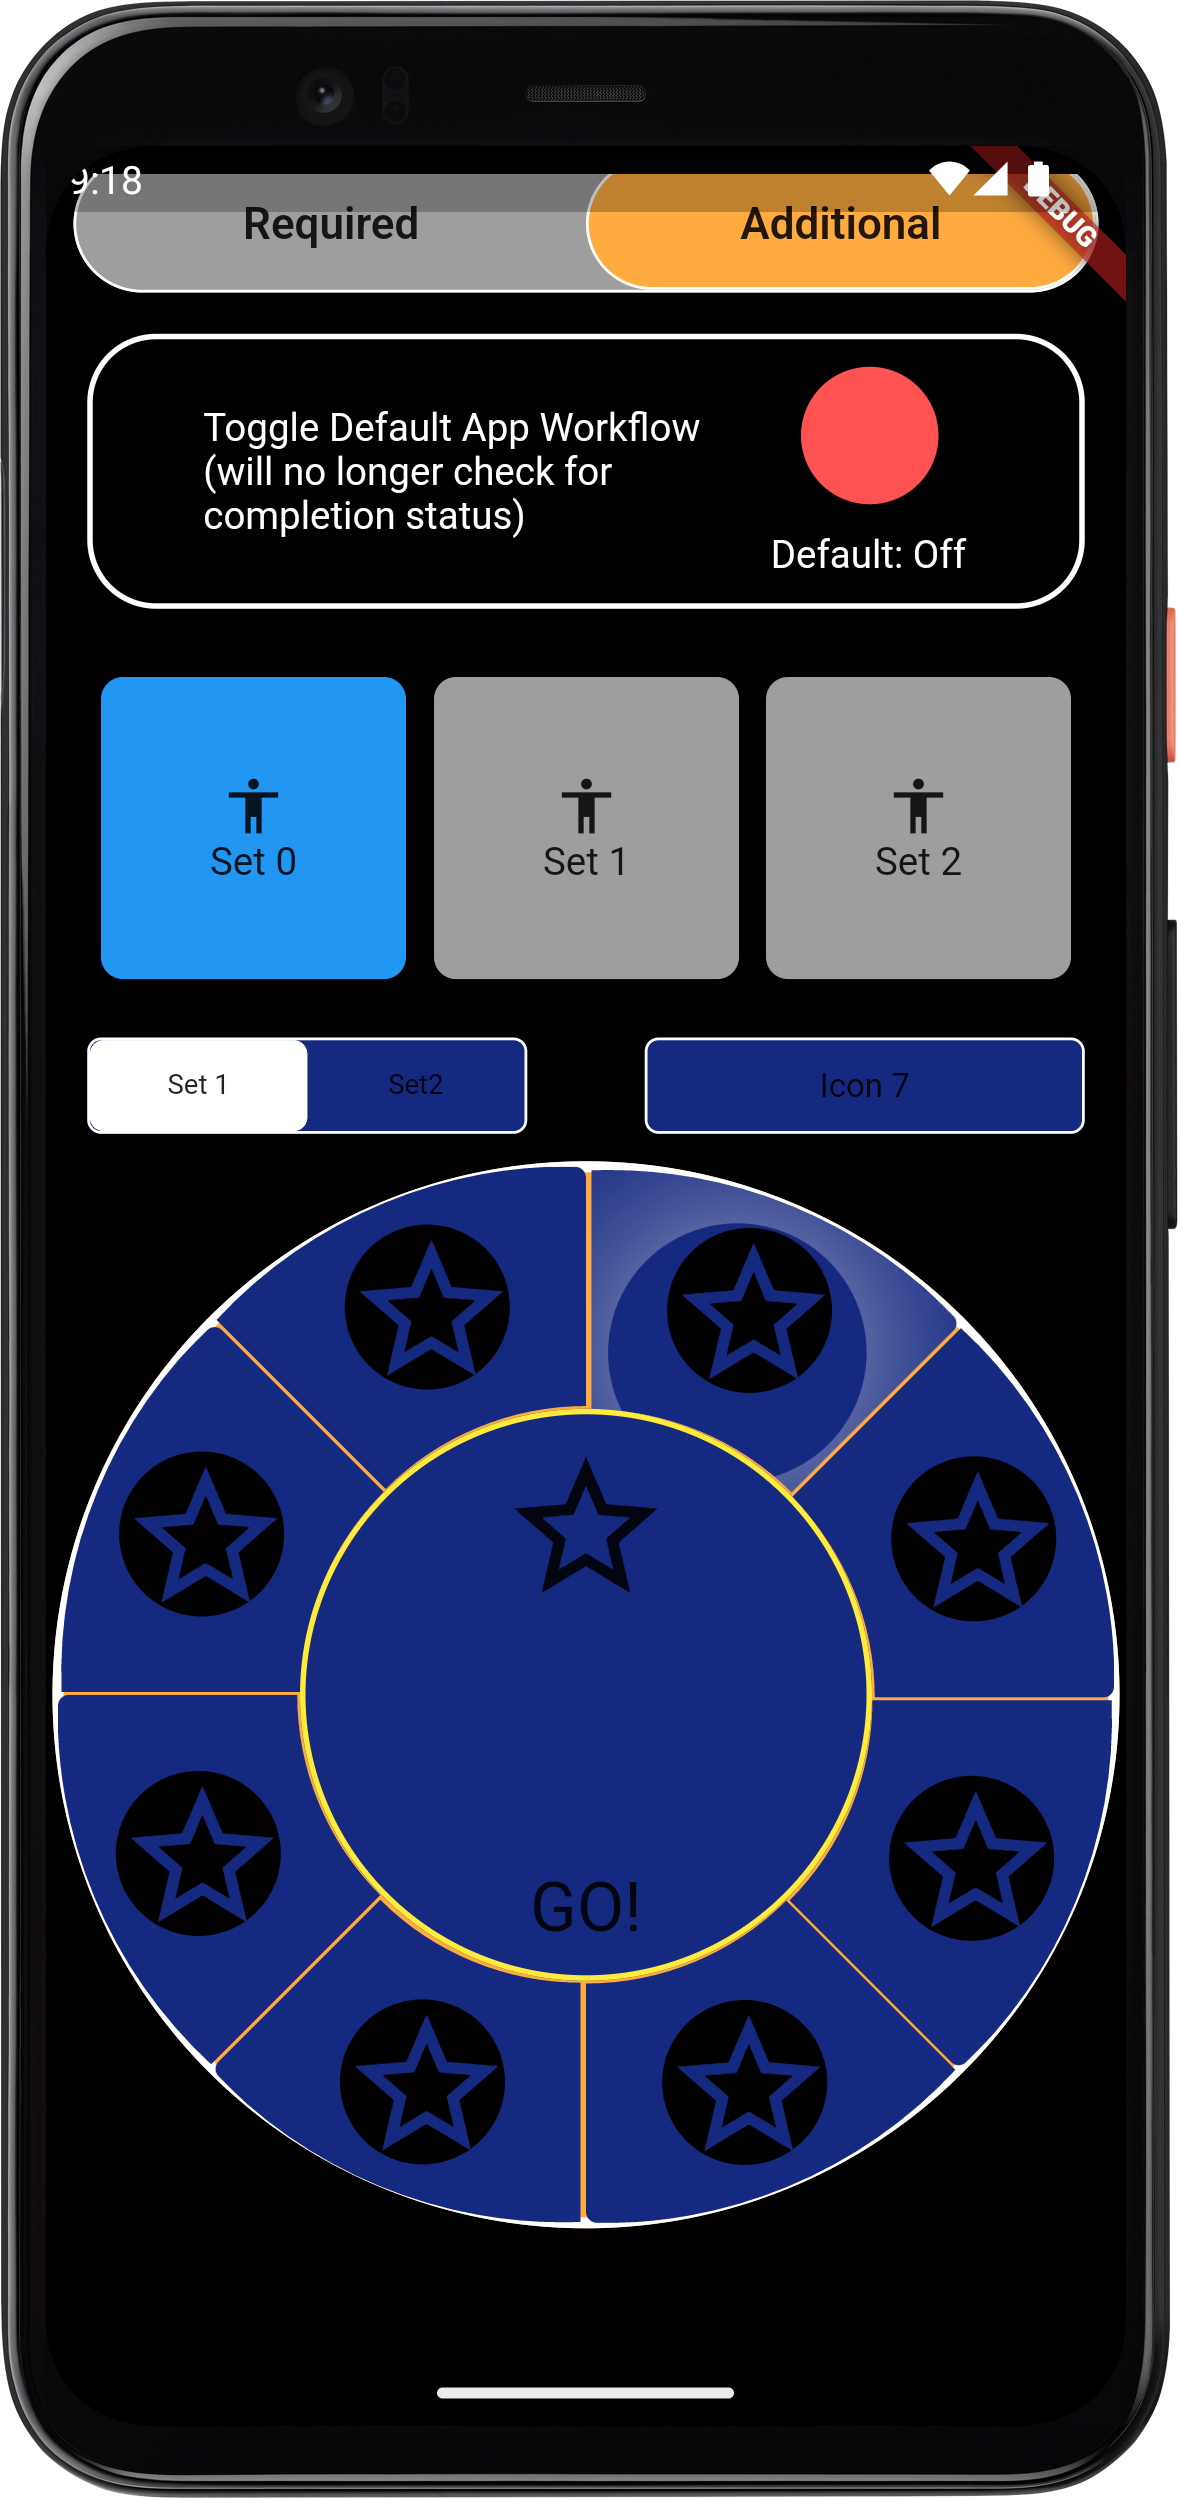 9:18
DEBUG
Required
Additional
Toggle Default App Workflow
(will no longer check for
completion status)
Default: Off
Set 0
Set 1
Set 2
Set 1
Set2
Icon 7
GO!